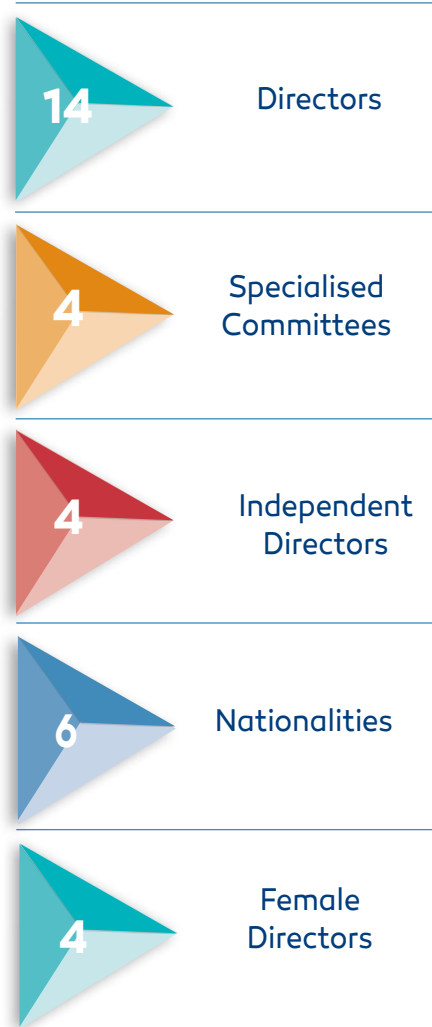 14
Directors
4
Specialised
Committees
4
Independent
Directors
6
Nationalities
4
Female
Directors